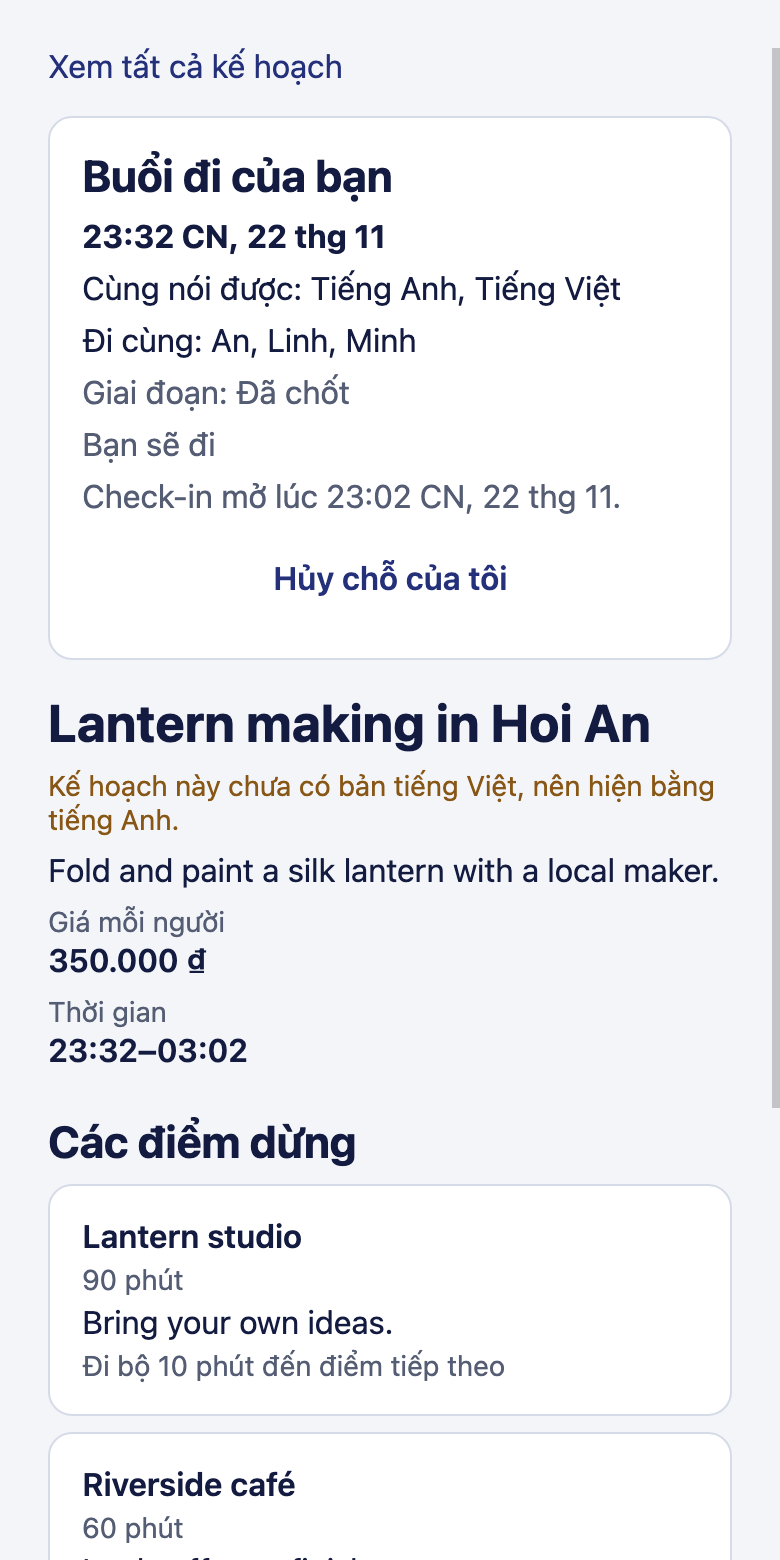 Xem tất cả kế hoạch
Buổi đi của bạn
23:32 CN, 22 thg 11
Cùng nói được: Tiếng Anh, Tiếng Việt
Đi cùng: An, Linh, Minh
Giai đoạn: Đã chốt
Bạn sẽ đi
Check-in mở lúc 23:02 CN, 22 thg 11.
Hủy chỗ của tôi
Lantern making in Hoi An
Kế hoạch này chưa có bản tiếng Việt, nên hiện bằng
tiếng Anh.
Fold and paint a silk lantern with a local maker.
Giá mỗi người
350.000 ₫
Thời gian
23:32–03:02
Các điểm dừng
Lantern studio
90 phút
Bring your own ideas.
Đi bộ 10 phút đến điểm tiếp theo
Riverside café
60 phút